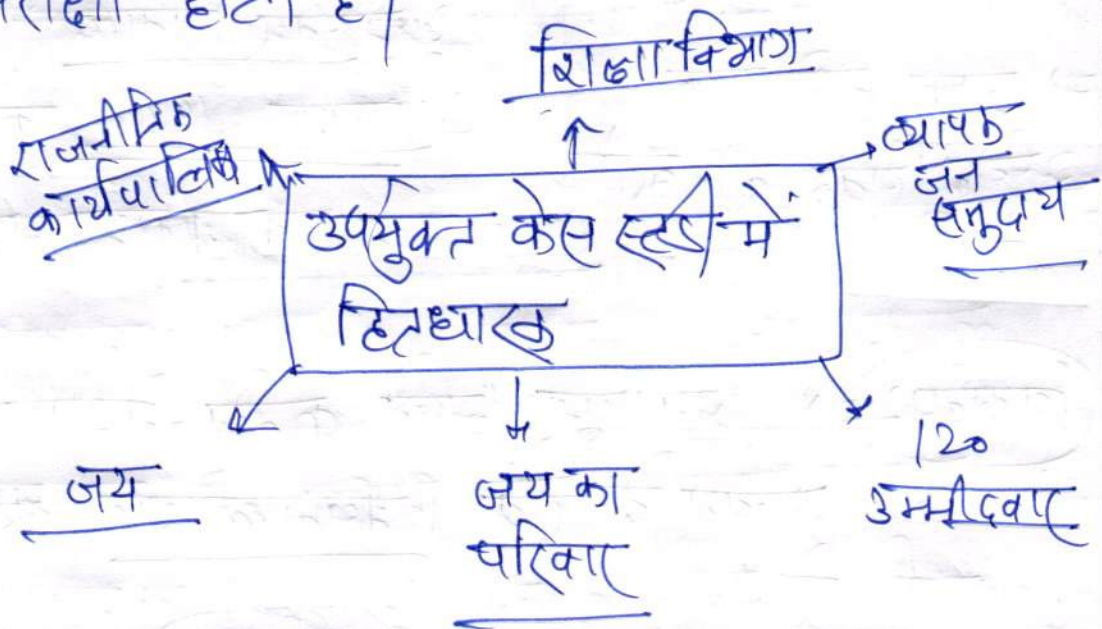 होता है।
शिक्षा विभाग
राजनीतिक
कार्यपालिका
व्यापक
जन
समुदाय
उपर्युक्त केस स्टडी में
हितधारक
जय
जय का
परिवार
120
उम्मीदवार